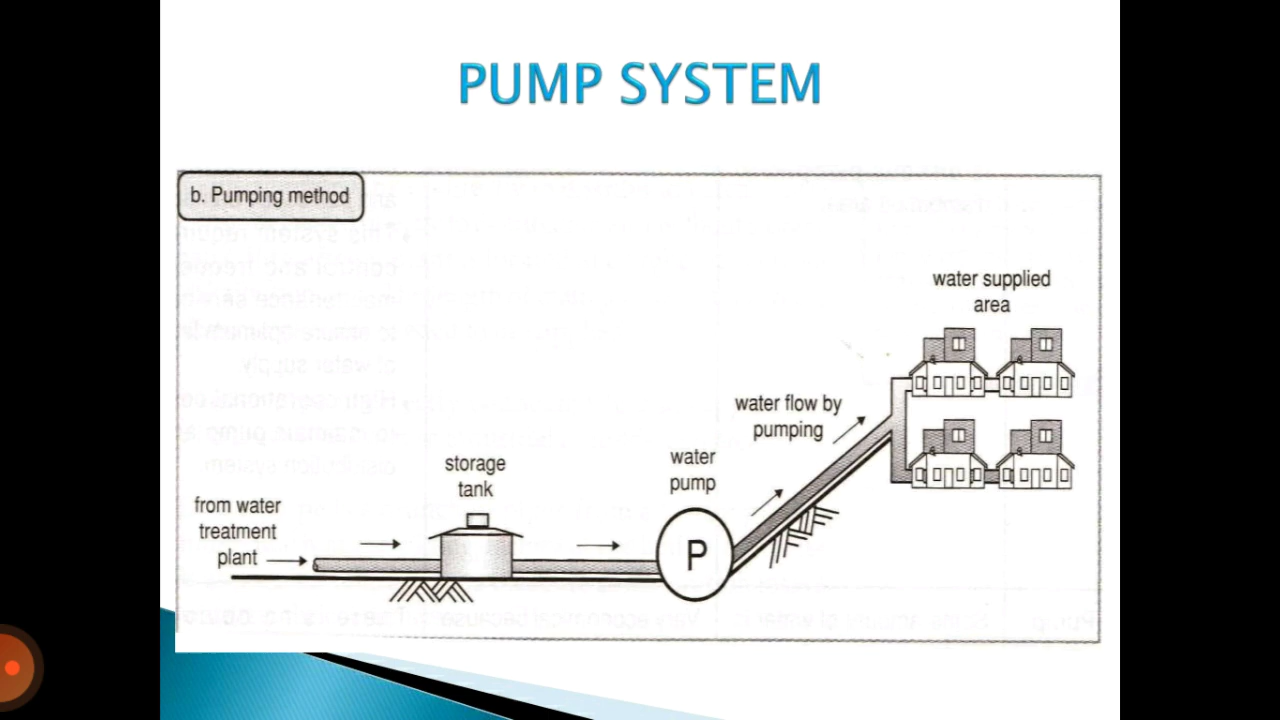 PUMP SYSTEM
b. Pumping method
water supplied
area
water flow by
pumping
water
pump
storage
tank
from water
treatment
plant
P